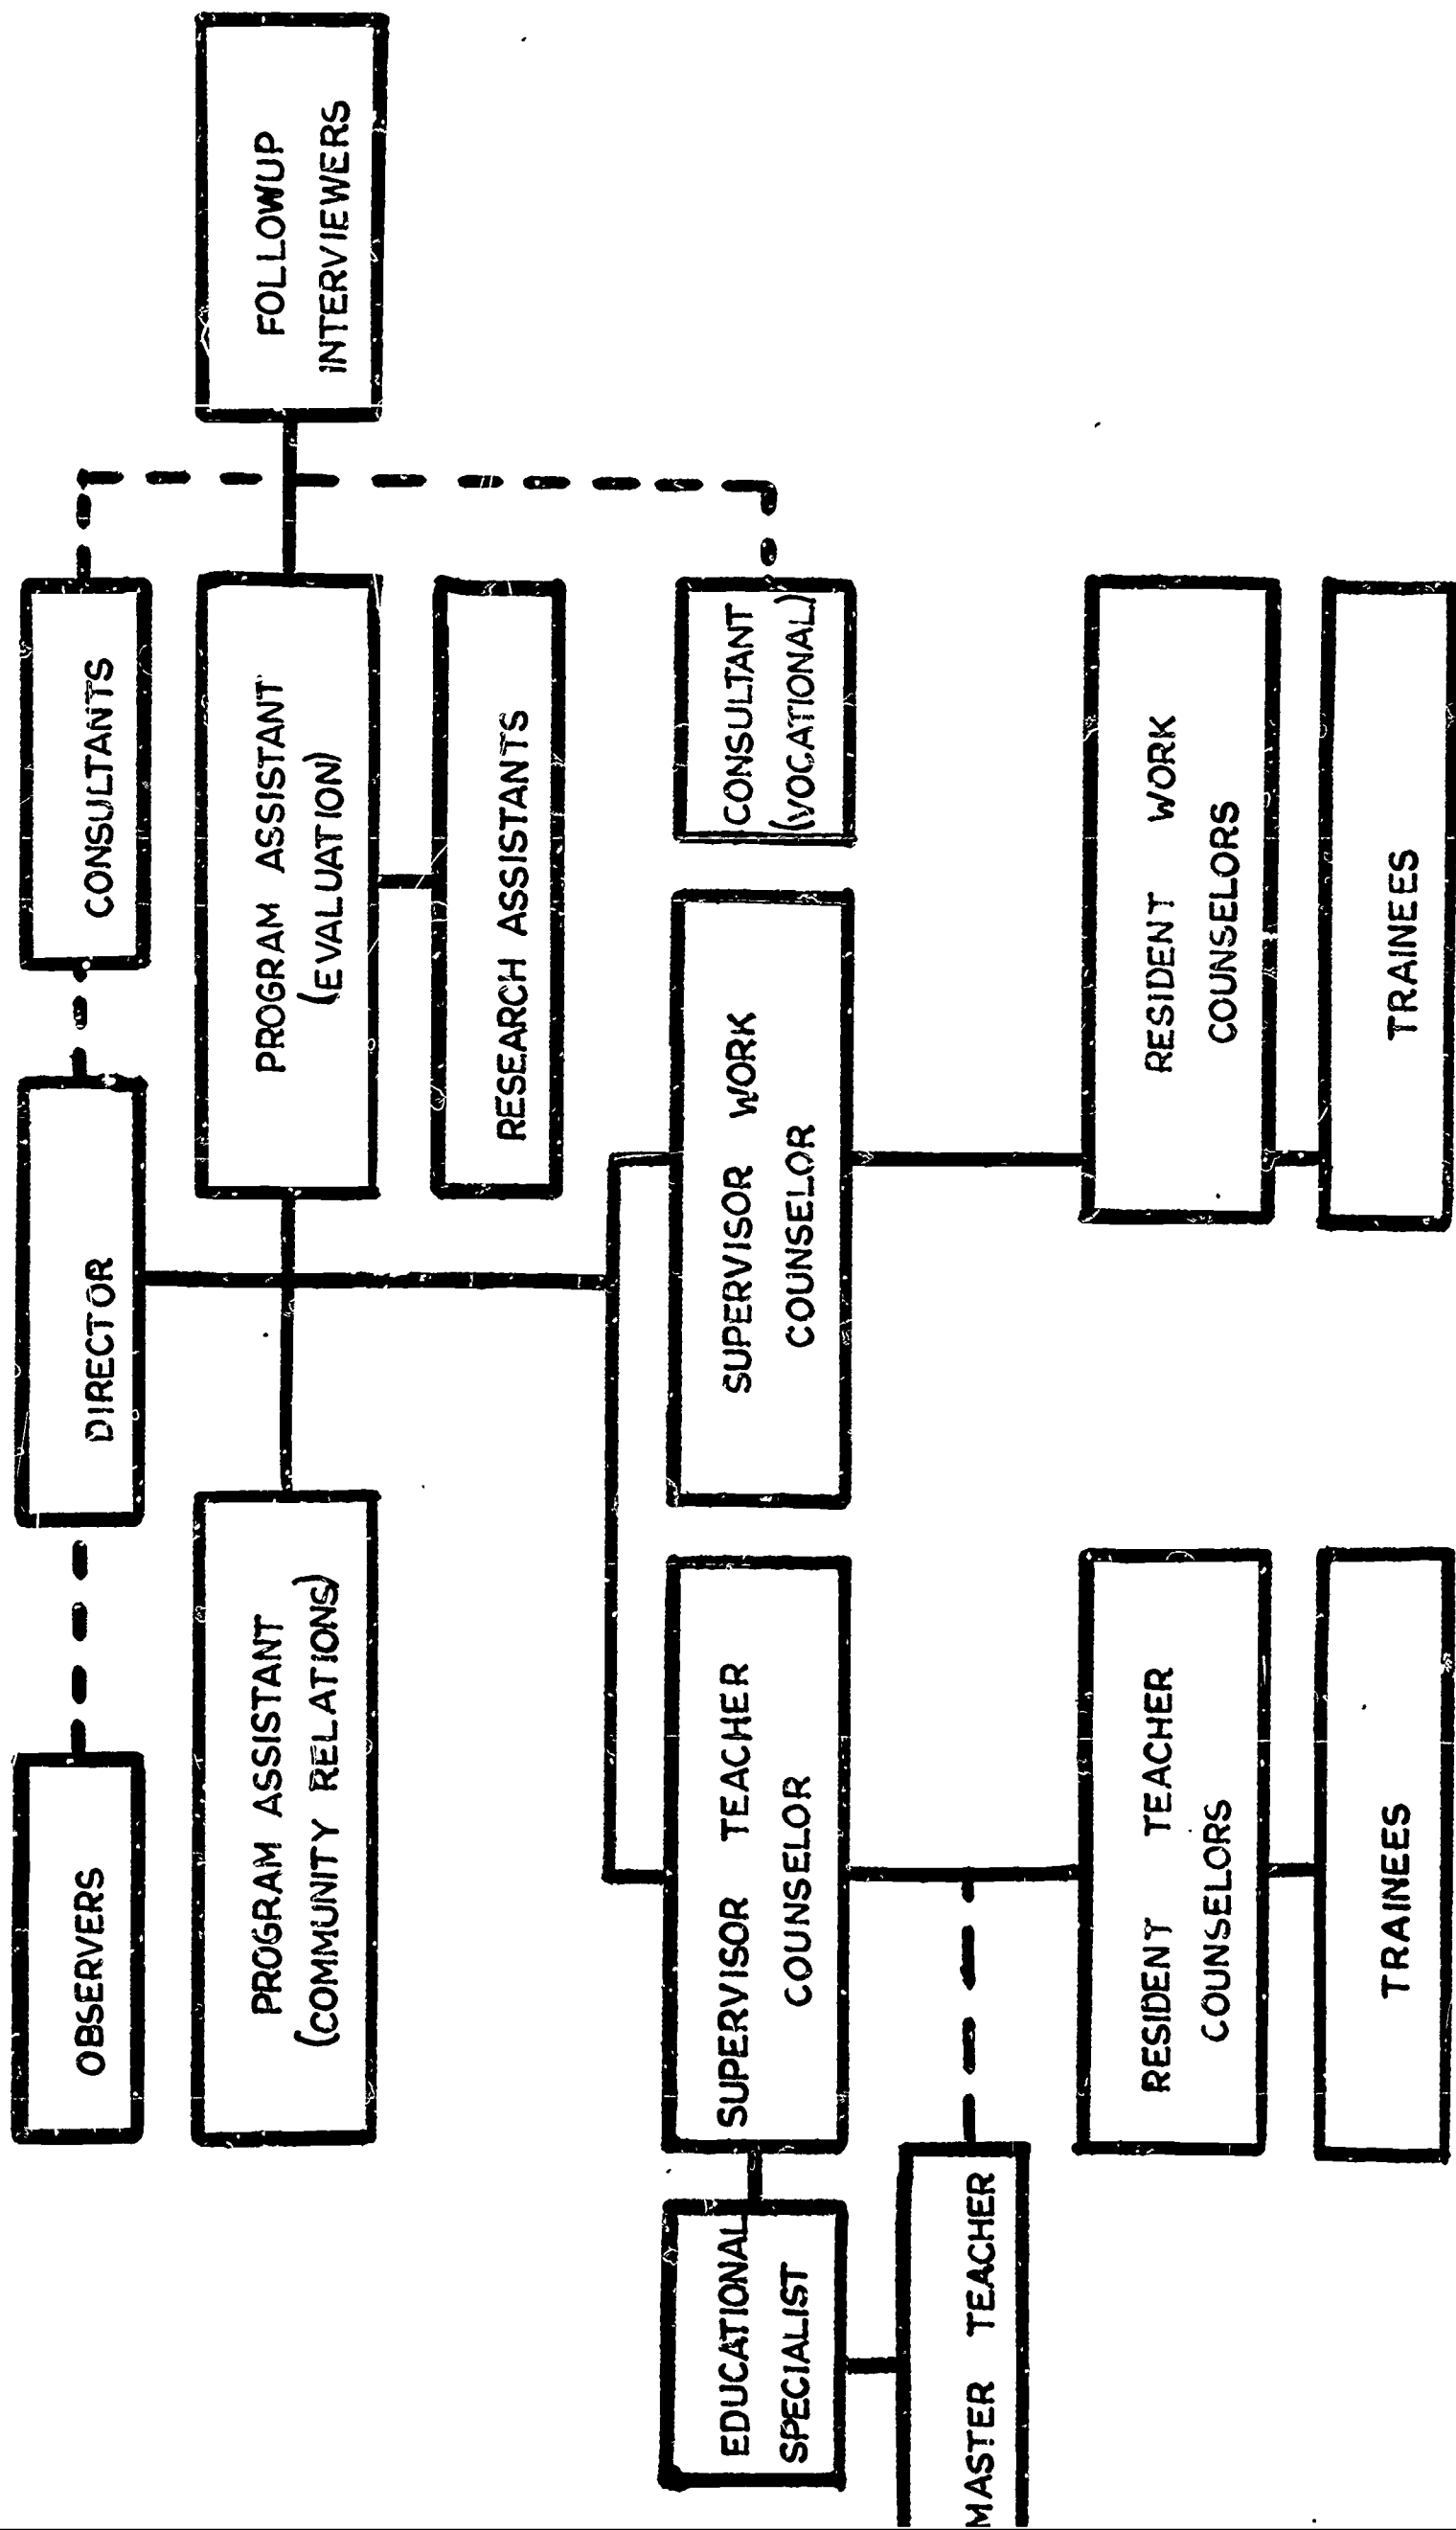 OBSERVERS
DIRECTOR
CONSULTANTS
PROGRAM ASSISTANT
(COMMUNITY RELATIONS)
PROGRAM ASSISTANT
(EVALUATION)
FOLLOWUP
INTERVIEWERS
RESEARCH ASSISTANTS
EDUCATIONAL
SPECIALIST
SUPERVISOR TEACHER
COUNSELOR
SUPERVISOR WORK
COUNSELOR
CONSULTANT
(VOCATIONAL)
MASTER TEACHER
RESIDENT TEACHER
COUNSELORS
RESIDENT WORK
COUNSELORS
TRAINEES
TRAINEES